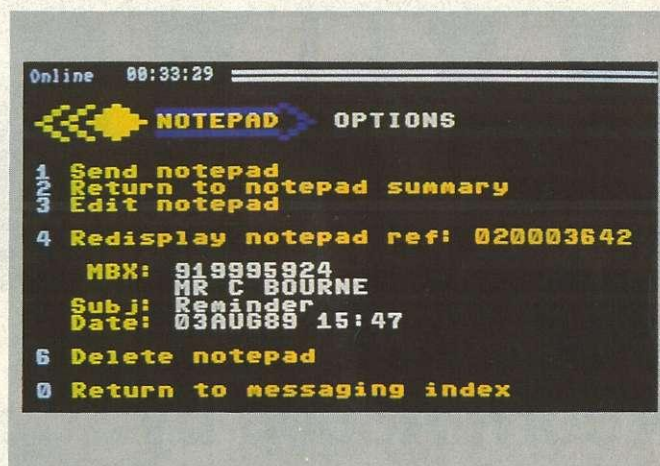 Online 00:33:29
NOTEPAD OPTIONS
1 Send notepad
2 Return to notepad summary
3 Edit notepad
4 Redisplay notepad ref: 020003642
MBX: 919995924
MR C BOURNE
Subj: Reminder
Date: 03AUG89 15:47
6 Delete notepad
0 Return to messaging index